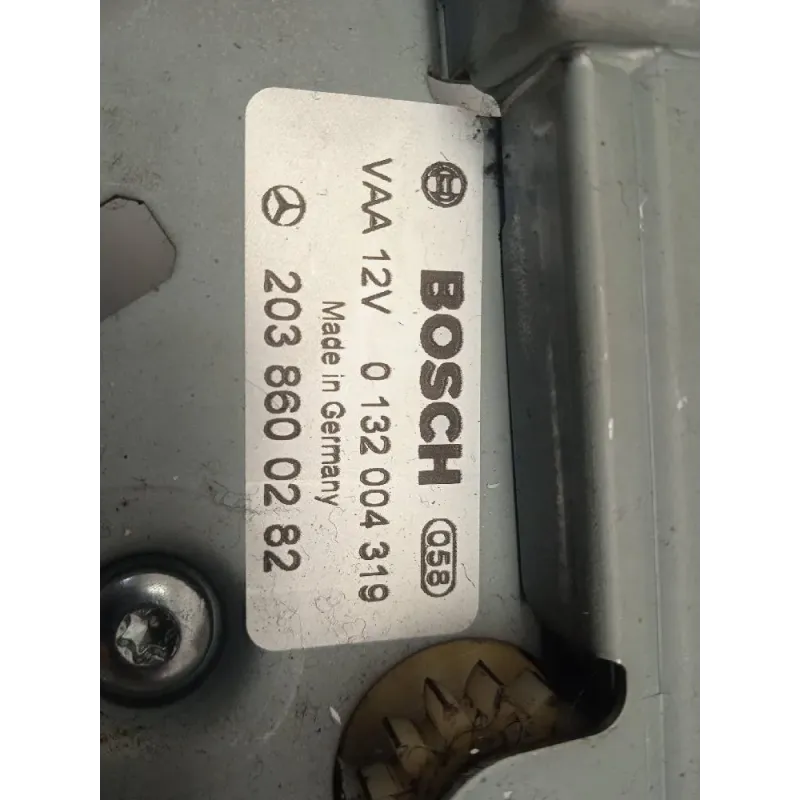 BOSCH 058
VAA 12V 0 132 004 319
Made in Germany
203 860 02 82